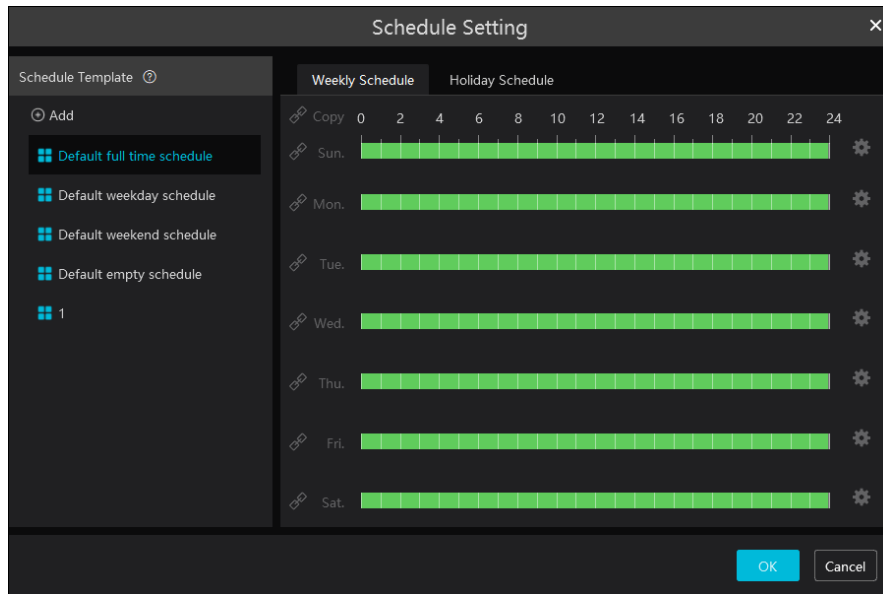 Schedule Setting
Schedule Template
Weekly Schedule Holiday Schedule
Add
Default full time schedule
Default weekday schedule
Default weekend schedule
Default empty schedule
1
Copy 0 2 4 6 8 10 12 14 16 18 20 22 24
Sun.
Mon.
Tue.
Wed.
Thu.
Fri.
Sat.
OK Cancel